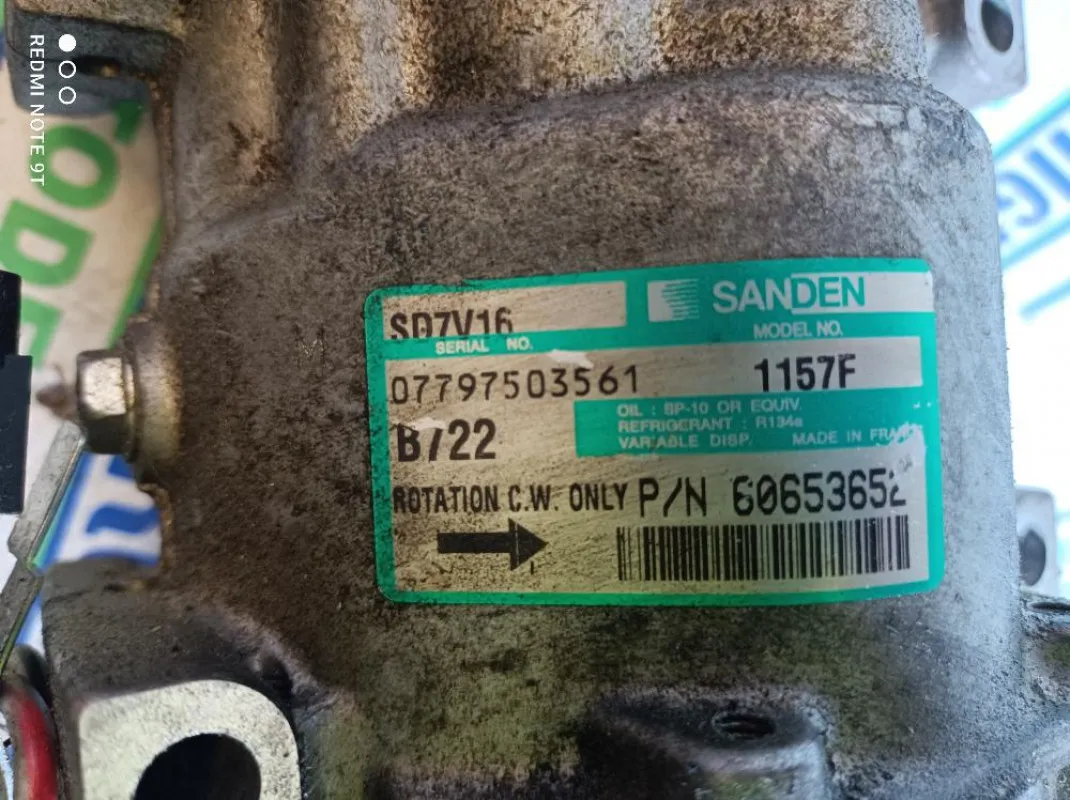 REDMI NOTE 9T
SD7V16
SANDEN
SERIAL NO.
MODEL NO.
07797503561
1157F
B722
OIL : SP-10 OR EQUIV.
REFRIGERANT : R134a
VARIABLE DISP. MADE IN
ROTATION C.W. ONLY P/N 60653652